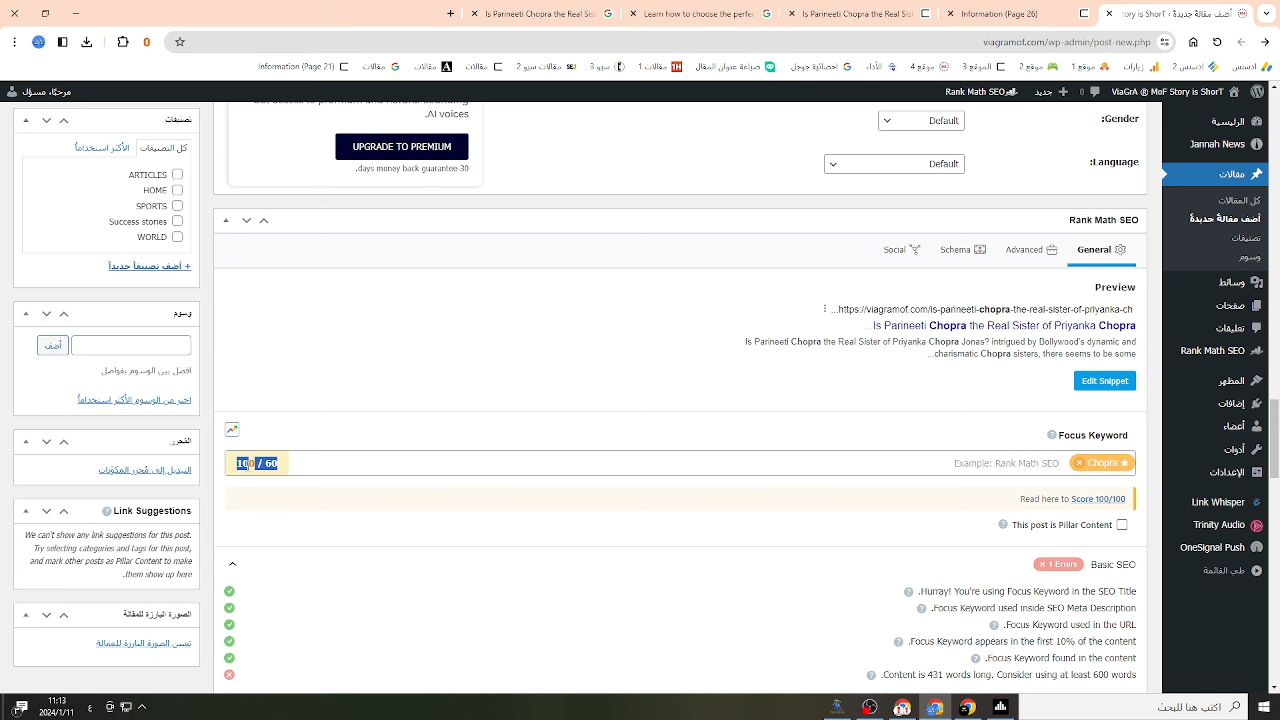 Is Parineeti Chopra the Real Sist
Learn how to choose the perfec
Is Parineeti Chopra the Real Sist
Information (Page 26)
أضف مقالة جديدة
0
viagramof.com/wp-admin/post-new.php
Information (Page 21)
مقالات
مقالات
مقالات
مقالات سيو 2
سيو 3
مقالات 1
صياغة عنوان المقال
احصائية جوجل
الأداء
موقع 4
الموقع 3
موقع 2
موقع 1
زيارات
أدسنس 2
أدسنس
مرحبًا، مسؤل
Rank Math SEO
جديد
0
ViaGrA ® MoF Story is ShorT
تصنيفات
كل التصنيفات
الأكثر استخداماً
ARTICLES
HOME
SPORTS
Success stories
WORLD
+ أضف تصنيفاً جديداً
وسوم
أضف
افصل بين الوسوم بفواصل
اختر من الوسوم الأكثر استخداماً
المُحرر
التبديل إلى مُحرر المكوّنات
Link Suggestions
We can't show any link suggestions for this post.
Try selecting categories and tags for this post,
and mark other posts as Pillar Content to make
.them show up here
الصورة البارزة للمقالة
تعيين الصورة البارزة للمقالة
.AI voices
UPGRADE TO PREMIUM
.days money back guarantee-30
:Gender
Default
:Language
Default
Rank Math SEO
General
Advanced
Schema
Social
Preview
...https://viagramof.com/is-parineeti-chopra-the-real-sister-of-priyanka-ch
...Is Parineeti Chopra the Real Sister of Priyanka Chopra
Is Parineeti Chopra the Real Sister of Priyanka Chopra Jonas? intrigued by Bollywood's dynamic and
...charismatic Chopra sisters, there seems to be some
Edit Snippet
Focus Keyword
Chopra
Example: Rank Math SEO
100 / 60
Read here to Score 100/100
This post is Pillar Content
Basic SEO
1 Errors
.Hurray! You're using Focus Keyword in the SEO Title
.Focus Keyword used inside SEO Meta Description
.Focus Keyword used in the URL
.Focus Keyword appears in the first 10% of the content
.Focus Keyword found in the content
.Content is 431 words long. Consider using at least 600 words
الرئيسية
Jannah News
مقالات
كل المقالات
أضف مقالة جديدة
تصنيفات
وسوم
وسائط
صفحات
تعليقات
Rank Math SEO
المظهر
إضافات
أعضاء
أدوات
الإعدادات
Link Whisper
Trinity Audio
OneSignal Push
طي القائمة
11:13
2024/1/11
ع
اكتب هنا للبحث